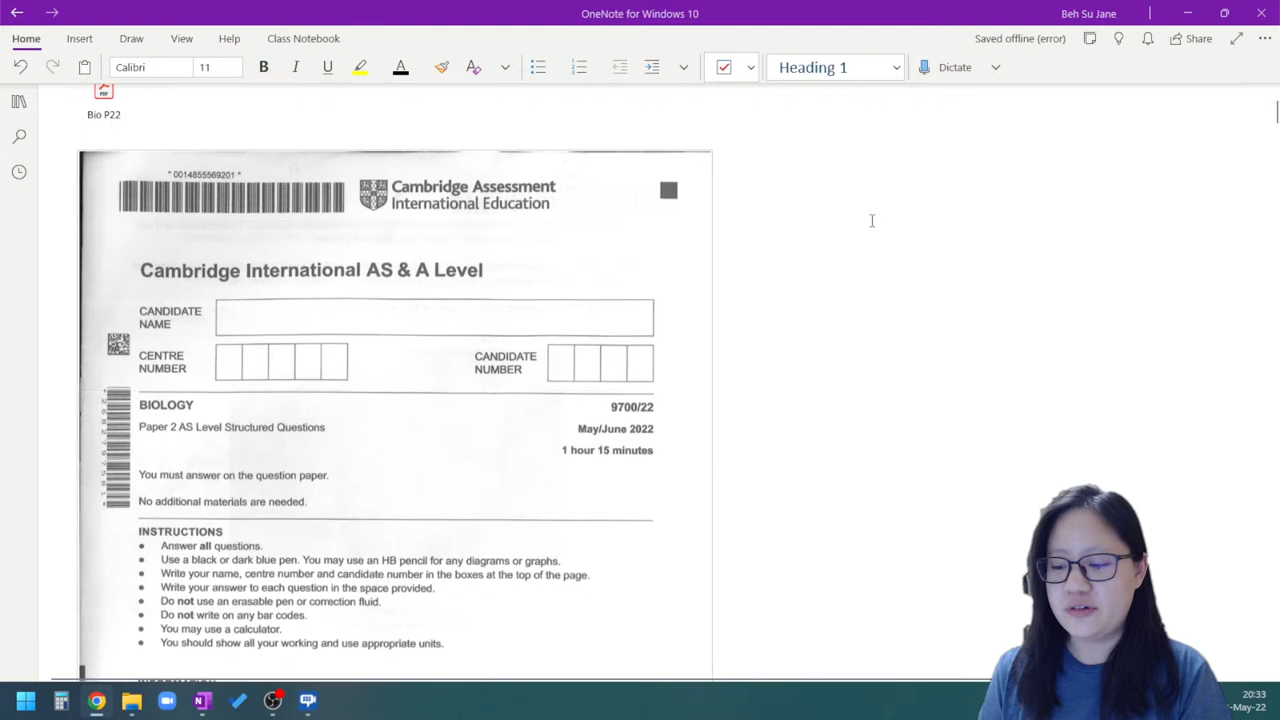 OneNote for Windows 10
Beh Su Jane
Home
Insert
Draw
View
Help
Class Notebook
Saved offline (error)
Share
Calibri
11
B
I
U
A
A
Heading 1
Dictate
PDF
Bio P22
* 0014855569201 *
Cambridge Assessment
International Education
Cambridge International AS & A Level
CANDIDATE
NAME
CENTRE
NUMBER
CANDIDATE
NUMBER
BIOLOGY
9700/22
Paper 2 AS Level Structured Questions
May/June 2022
1 hour 15 minutes
You must answer on the question paper.
No additional materials are needed.
INSTRUCTIONS
● Answer all questions.
● Use a black or dark blue pen. You may use an HB pencil for any diagrams or graphs.
● Write your name, centre number and candidate number in the boxes at the top of the page.
● Write your answer to each question in the space provided.
● Do not use an erasable pen or correction fluid.
● Do not write on any bar codes.
● You may use a calculator.
● You should show all your working and use appropriate units.
20:33
-May-22